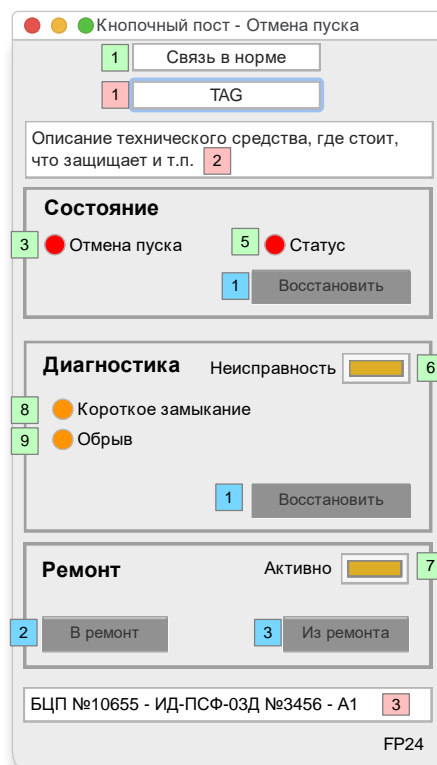 Кнопочный пост - Отмена пуска
1 Связь в норме
1 TAG
Описание технического средства, где стоит,
что защищает и т.п. 2
Состояние
3 Отмена пуска 5 Статус
1 Восстановить
Диагностика Неисправность 6
8 Короткое замыкание
9 Обрыв
1 Восстановить
Ремонт Активно 7
2 В ремонт 3 Из ремонта
БЦП №10655 - ИД-ПСФ-03Д №3456 - А1 3
FP24